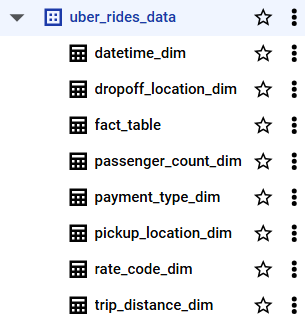 uber_rides_data
datetime_dim
dropoff_location_dim
fact_table
passenger_count_dim
payment_type_dim
pickup_location_dim
rate_code_dim
trip_distance_dim